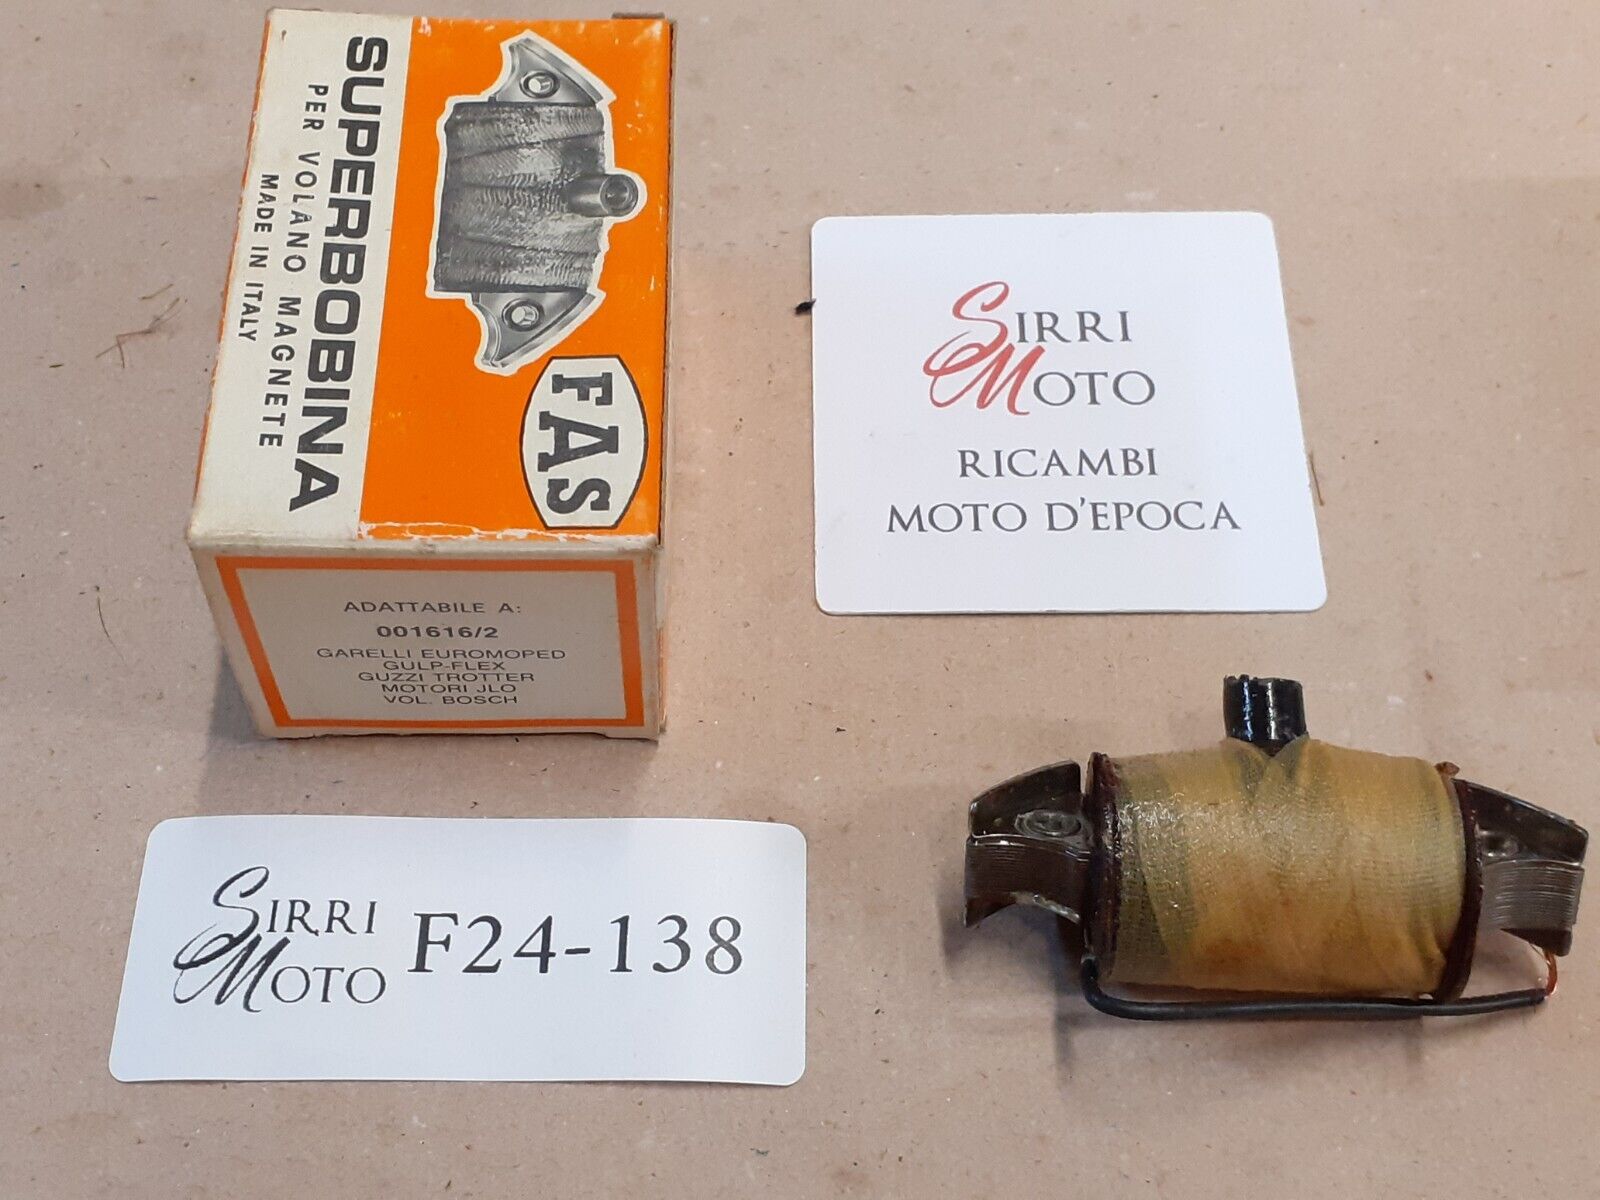 SUPERBOBINA
PER VOLANO MAGNETE
MADE IN ITALY
FAS
ADATTABILE A:
001616/2
GARELLI EUROMOPED
GULP-FLEX
GUZZI TROTTER
MOTORI JLO
VOL. BOSCH
SIRRI
MOTO
RICAMBI
MOTO D'EPOCA
SIRRI
MOTO
F24-138